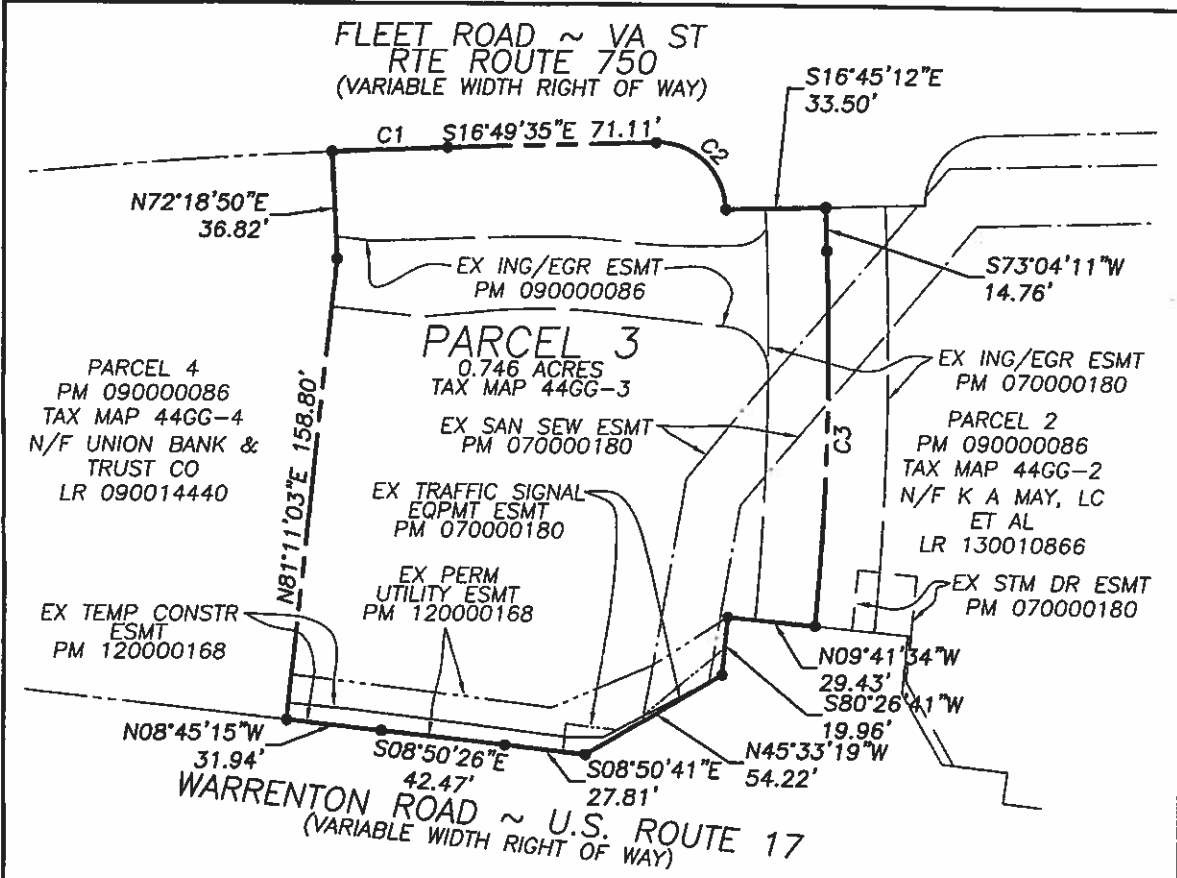 FLEET ROAD ~ VA ST
RTE ROUTE 750
(VARIABLE WIDTH RIGHT OF WAY)
S16°45'12"E
33.50'
C1
S16°49'35"E 71.11'
C2
N72°18'50"E
36.82'
EX ING/EGR ESMT
PM 090000086
S73°04'11"W
14.76'
PARCEL 3
0.746 ACRES
TAX MAP 44GG-3
PARCEL 4
PM 090000086
TAX MAP 44GG-4
N/F UNION BANK &
TRUST CO
LR 090014440
N81°11'03"E 158.80'
EX SAN SEW ESMT
PM 070000180
EX ING/EGR ESMT
PM 070000180
C3
PARCEL 2
PM 090000086
TAX MAP 44GG-2
N/F K A MAY, LC
ET AL
LR 130010866
EX TRAFFIC SIGNAL
EQPMT ESMT
PM 070000180
EX PERM
UTILITY ESMT
PM 120000168
EX STM DR ESMT
PM 070000180
EX TEMP CONSTR
ESMT
PM 120000168
N09°41'34"W
29.43'
S80°26'41"W
19.96'
N45°33'19"W
54.22'
N08°45'15"W
31.94'
S08°50'26"E
42.47'
S08°50'41"E
27.81'
WARRENTON ROAD ~ U.S. ROUTE 17
(VARIABLE WIDTH RIGHT OF WAY)